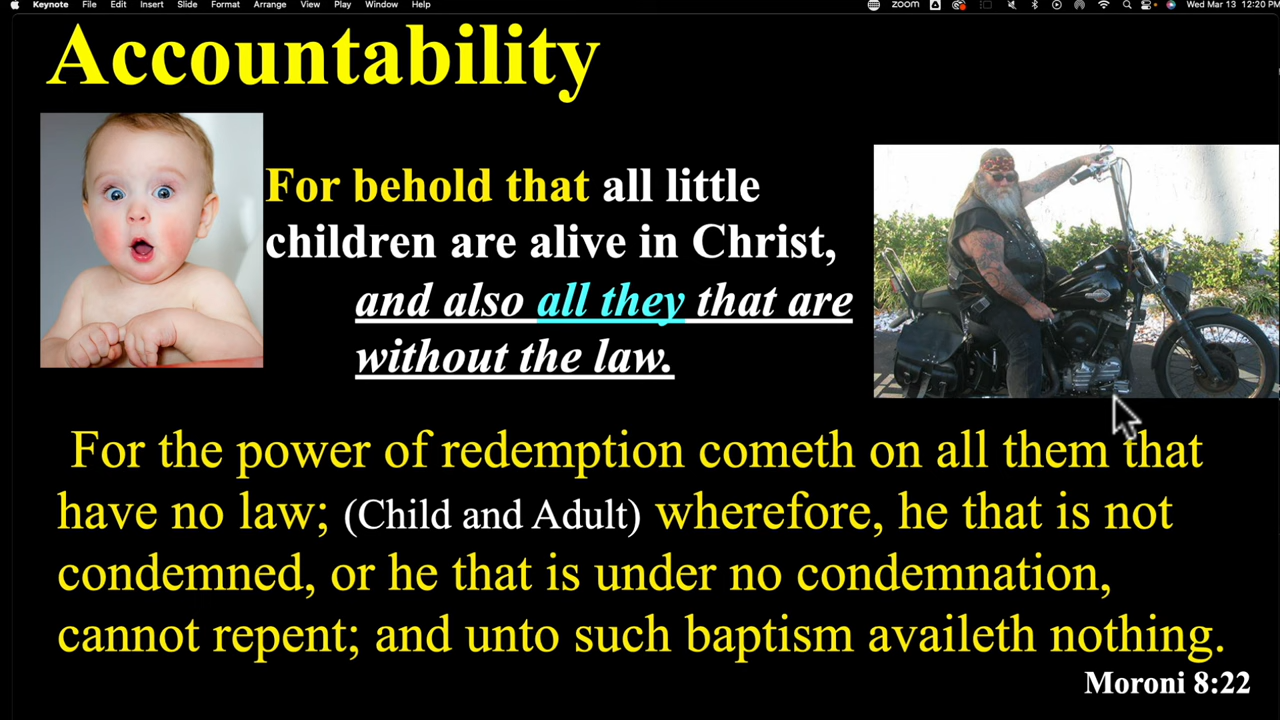 Keynote File Edit Insert Slide Format Arrange View Play Window Help zoom Wed Mar 13 12:20 PM
Accountability
For behold that all little
children are alive in Christ,
and also all they that are
without the law.
For the power of redemption cometh on all them that
have no law; (Child and Adult) wherefore, he that is not
condemned, or he that is under no condemnation,
cannot repent; and unto such baptism availeth nothing.
Moroni 8:22